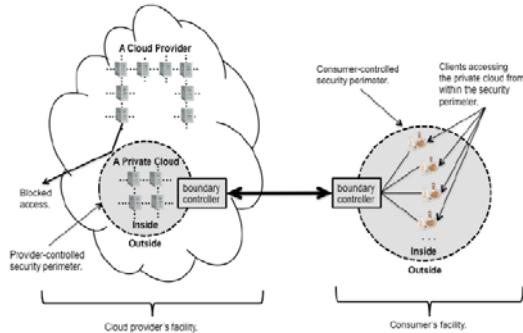 A Cloud Provider
Consumer-controlled
security perimeter.
Clients accessing
the private cloud from
within the security
perimeter.
A Private Cloud
Blocked
access.
boundary
controller
boundary
controller
Inside
Outside
Provider-controlled
security perimeter.
Inside
Outside
Cloud provider's facility.
Consumer's facility.